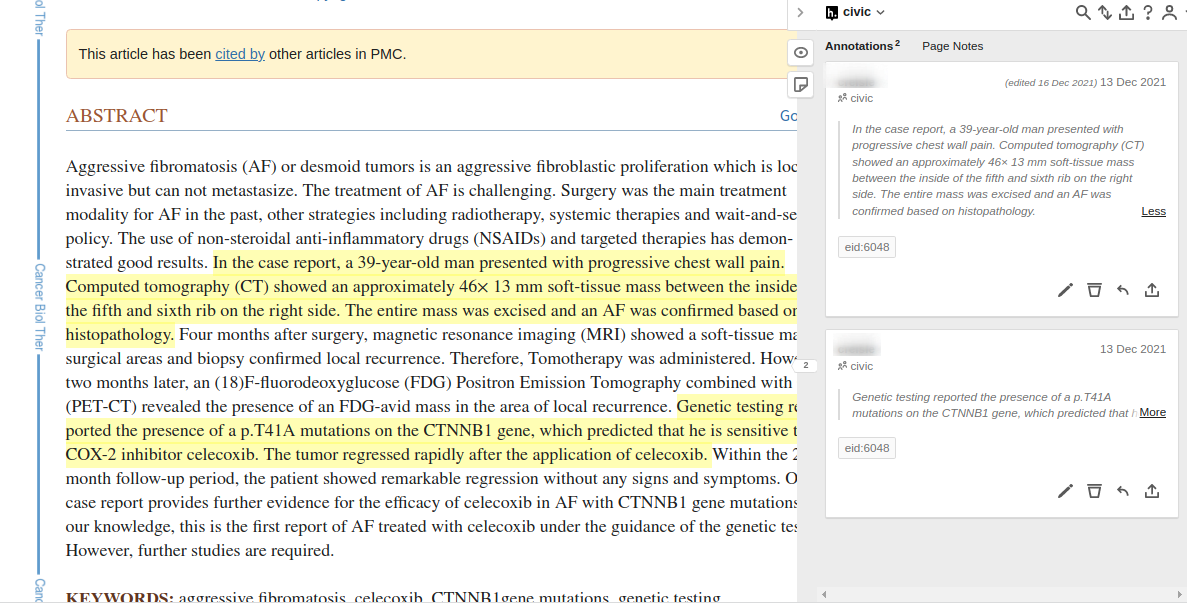 ol Ther
This article has been cited by other articles in PMC.
ABSTRACT
Go
Aggressive fibromatosis (AF) or desmoid tumors is an aggressive fibroblastic proliferation which is loc
invasive but can not metastasize. The treatment of AF is challenging. Surgery was the main treatment
modality for AF in the past, other strategies including radiotherapy, systemic therapies and wait-and-se
policy. The use of non-steroidal anti-inflammatory drugs (NSAIDs) and targeted therapies has demon-
strated good results. In the case report, a 39-year-old man presented with progressive chest wall pain.
Computed tomography (CT) showed an approximately 46× 13 mm soft-tissue mass between the inside
the fifth and sixth rib on the right side. The entire mass was excised and an AF was confirmed based on
histopathology. Four months after surgery, magnetic resonance imaging (MRI) showed a soft-tissue ma
surgical areas and biopsy confirmed local recurrence. Therefore, Tomotherapy was administered. How
two months later, an (18)F-fluorodeoxyglucose (FDG) Positron Emission Tomography combined with
(PET-CT) revealed the presence of an FDG-avid mass in the area of local recurrence. Genetic testing re
ported the presence of a p.T41A mutations on the CTNNB1 gene, which predicted that he is sensitive t
COX-2 inhibitor celecoxib. The tumor regressed rapidly after the application of celecoxib. Within the 2
month follow-up period, the patient showed remarkable regression without any signs and symptoms. O
case report provides further evidence for the efficacy of celecoxib in AF with CTNNB1 gene mutations
our knowledge, this is the first report of AF treated with celecoxib under the guidance of the genetic tes
However, further studies are required.
KEYWORDS: aggressive fibromatosis, celecoxib, CTNNB1gene mutations, genetic testing
Cancer Biol Ther
Canc
2
h. civic
?
Annotations 2 Page Notes
(edited 16 Dec 2021) 13 Dec 2021
civic
In the case report, a 39-year-old man presented with
progressive chest wall pain. Computed tomography (CT)
showed an approximately 46× 13 mm soft-tissue mass
between the inside of the fifth and sixth rib on the right
side. The entire mass was excised and an AF was
confirmed based on histopathology. Less
eid:6048
13 Dec 2021
civic
Genetic testing reported the presence of a p.T41A
mutations on the CTNNB1 gene, which predicted that h More
eid:6048